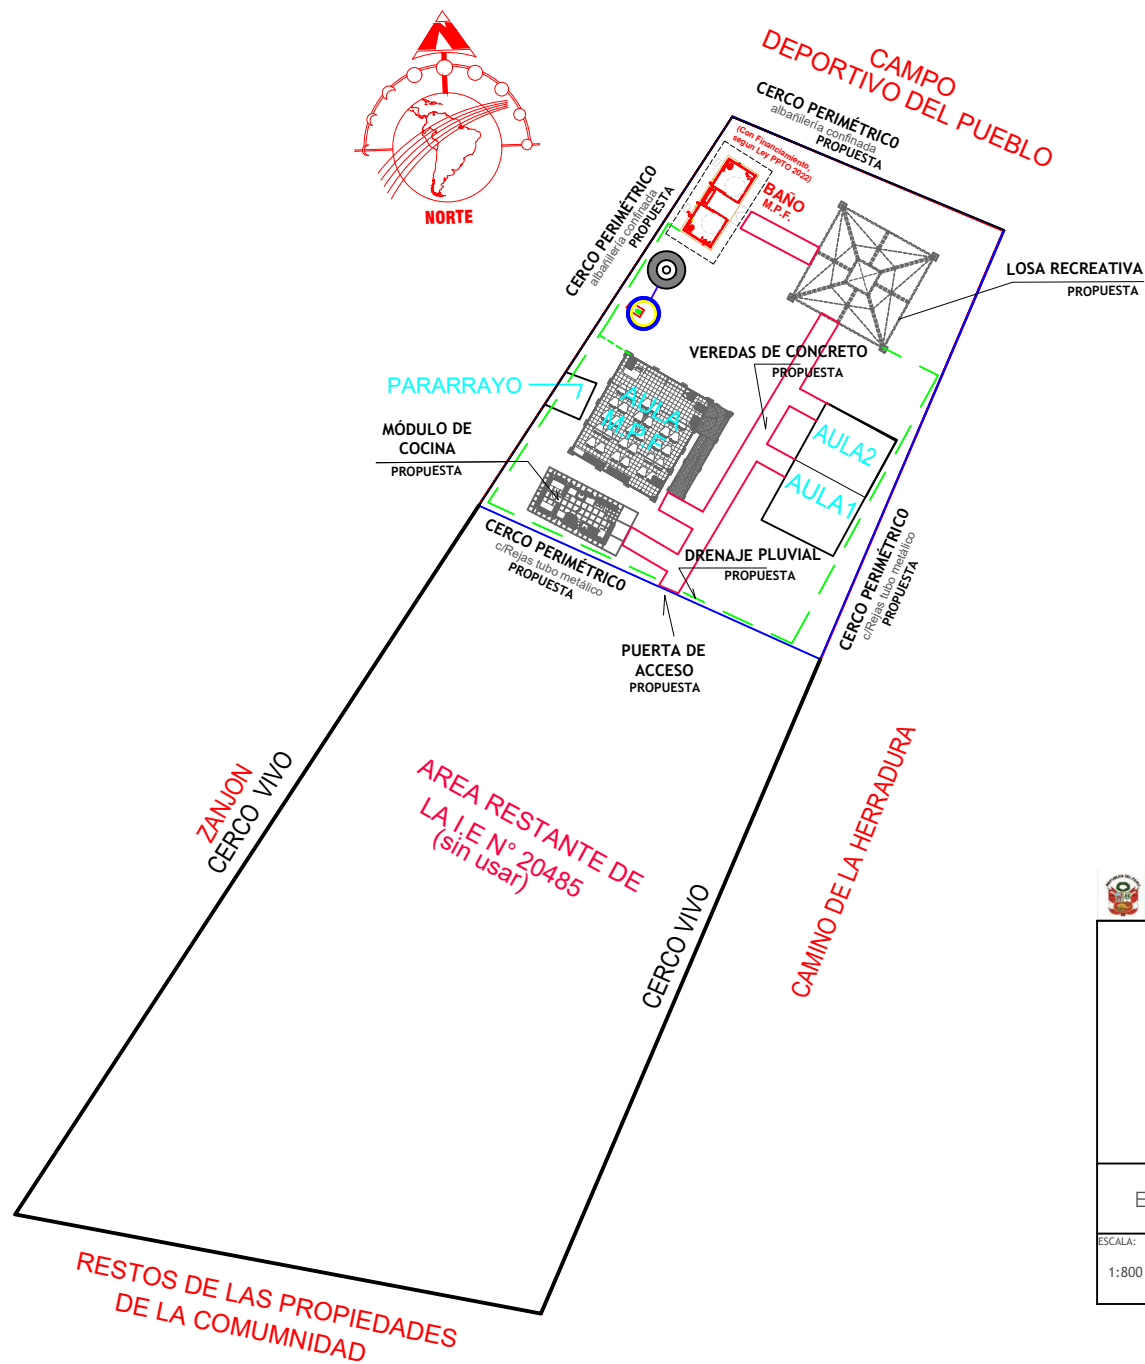 NORTE
CAMPO
DEPORTIVO DEL PUEBLO
CERCO PERIMÉTRICO
albañilería confinada
PROPUESTA
(Con Financiamiento,
segun Ley PPTO 2022)
BAÑO
M.P.F.
CERCO PERIMÉTRICO
albañilería confinada
PROPUESTA
LOSA RECREATIVA
PROPUESTA
VEREDAS DE CONCRETO
PROPUESTA
PARARRAYO
AULA
M.P.F
AULA2
AULA1
MÓDULO DE
COCINA
PROPUESTA
CERCO PERIMÉTRICO
c/Rejas tubo metálico
PROPUESTA
DRENAJE PLUVIAL
PROPUESTA
CERCO PERIMÉTRICO
c/Rejas tubo metálico
PROPUESTA
PUERTA DE
ACCESO
PROPUESTA
ZANJON
CERCO VIVO
AREA RESTANTE DE
LA I.E N° 20485
(sin usar)
CERCO VIVO
CAMINO DE LA HERRADURA
RESTOS DE LAS PROPIEDADES
DE LA COMUMNIDAD
E
ESCALA:
1:800